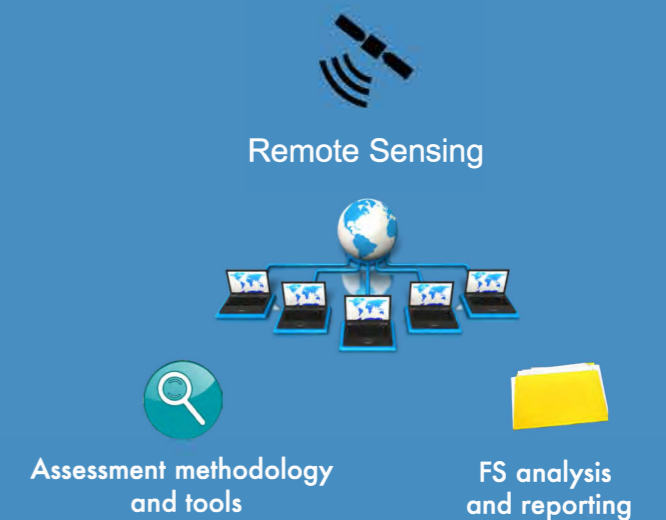 Remote Sensing
Assessment methodology
and tools
FS analysis
and reporting